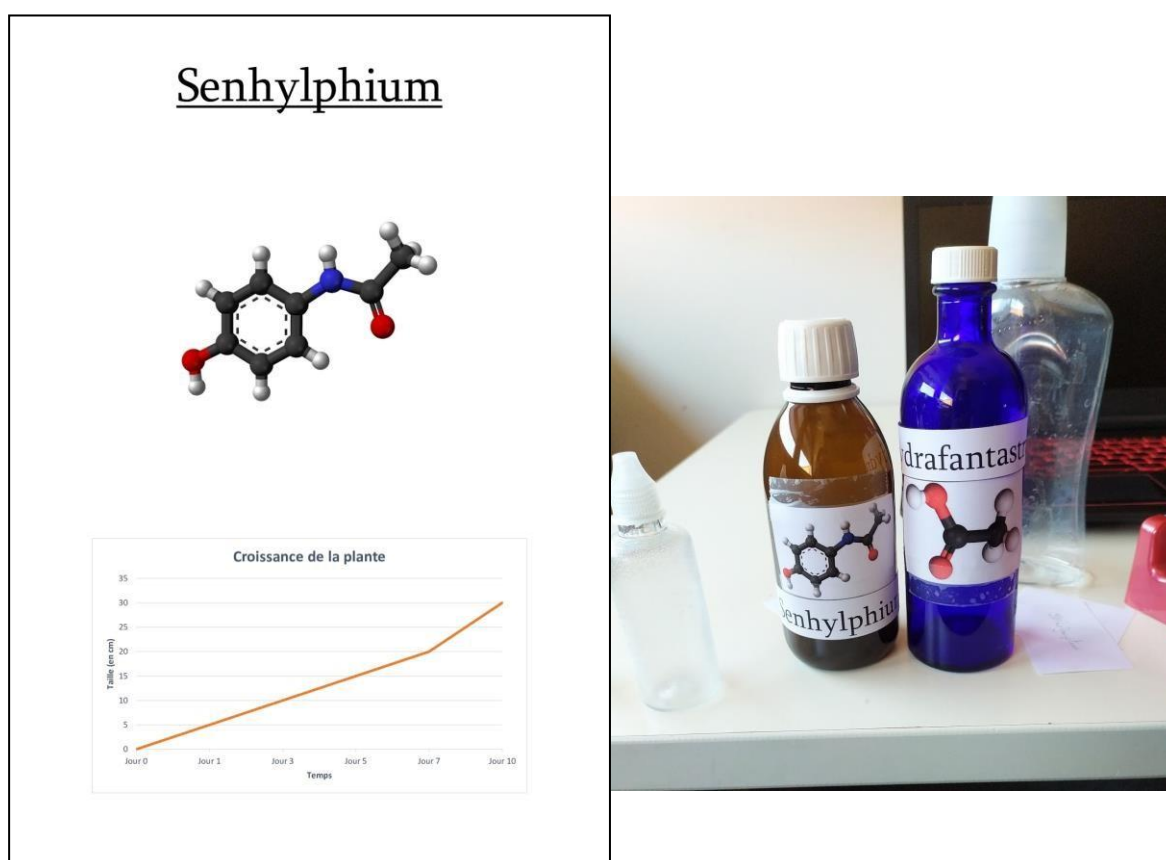 Senhylphium
Croissance de la plante
35
30
25
20
15
10
5
0
Taille (en cm)
Jour 0 Jour 1 Jour 3 Jour 5 Jour 7 Jour 10
Temps
drafantast
Senhylphiu